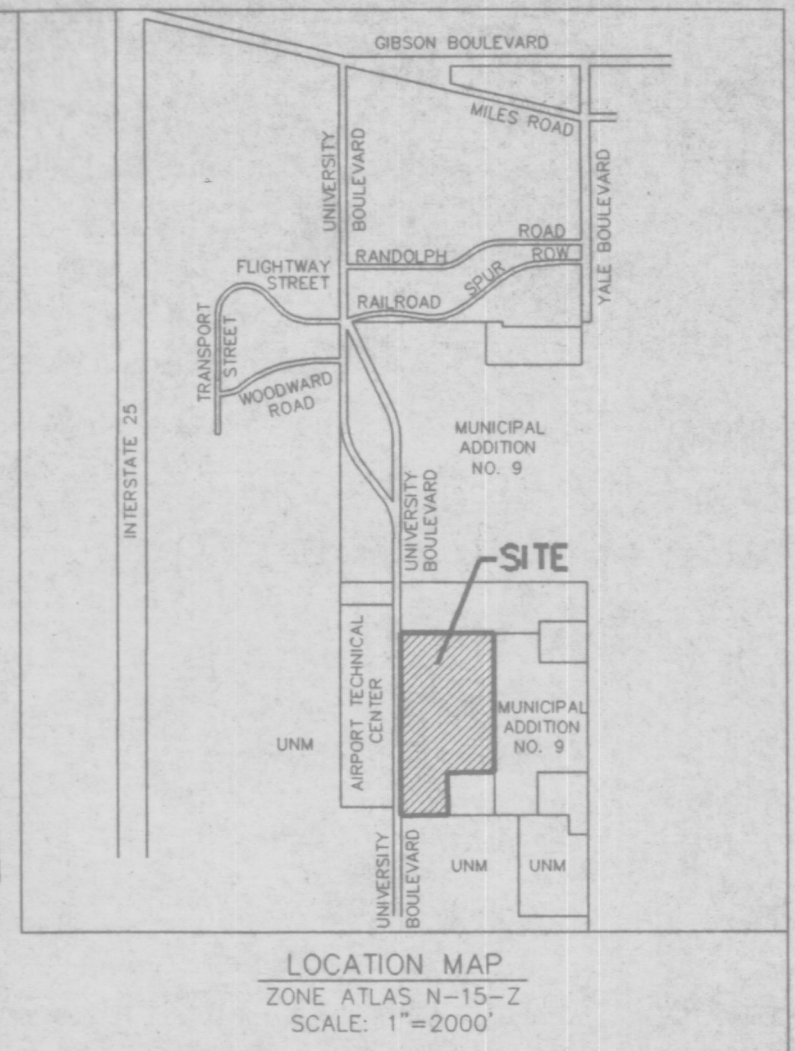 GIBSON BOULEVARD
MILES ROAD
UNIVERSITY
BOULEVARD
YALE BOULEVARD
RANDOLPH
ROAD
RAILROAD
SPUR
ROW
FLIGHTWAY
STREET
TRANSPORT
STREET
WOODWARD
ROAD
INTERSTATE 25
MUNICIPAL
ADDITION
NO. 9
UNIVERSITY
BOULEVARD
SITE
AIRPORT TECHNICAL
CENTER
MUNICIPAL
ADDITION
NO. 9
UNM
UNIVERSITY
BOULEVARD
UNM
UNM
LOCATION MAP
ZONE ATLAS N-15-Z
SCALE: 1"=2000'